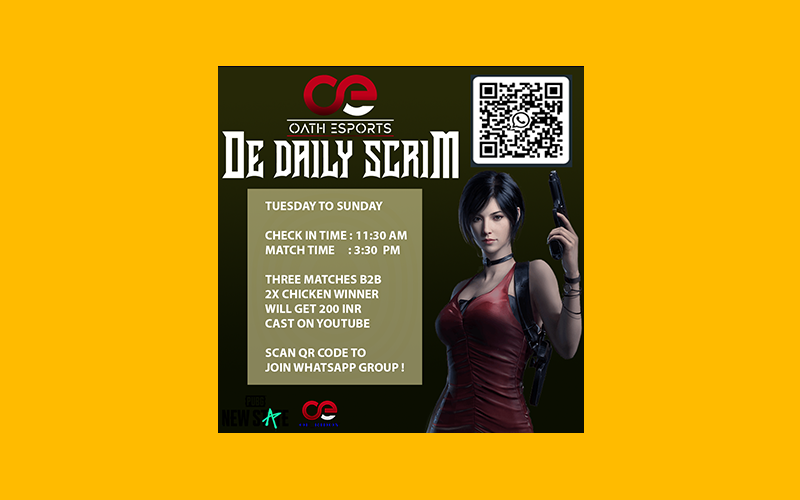 OATH ESPORTS
OE DAILY SCRIM
TUESDAY TO SUNDAY
CHECK IN TIME : 11:30 AM
MATCH TIME : 3:30 PM
THREE MATCHES B2B
2X CHICKEN WINNER
WILL GET 200 INR
CAST ON YOUTUBE
SCAN QR CODE TO
JOIN WHATSAPP GROUP !
PUBG
NEW STATE